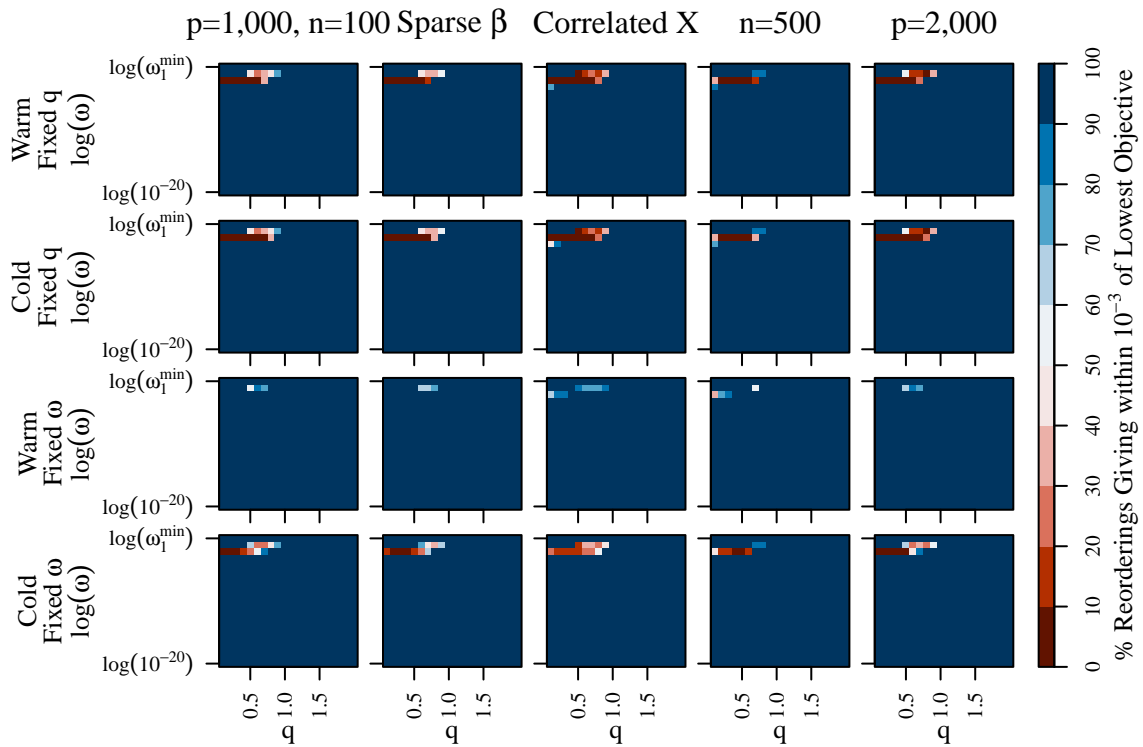 p=1,000, n=100 Sparse β Correlated X n=500 p=2,000
Warm
Fixed q
log(ω)
log(ω₁ᵐⁱⁿ)
log(10⁻²⁰)
Cold
Fixed q
log(ω)
log(ω₁ᵐⁱⁿ)
log(10⁻²⁰)
Warm
Fixed ω
log(ω)
log(ω₁ᵐⁱⁿ)
log(10⁻²⁰)
Cold
Fixed ω
log(ω)
log(ω₁ᵐⁱⁿ)
log(10⁻²⁰)
0.5 1.0 1.5
q
0.5 1.0 1.5
q
0.5 1.0 1.5
q
0.5 1.0 1.5
q
0.5 1.0 1.5
q
0 10 20 30 40 50 60 70 80 90 100
% Reorderings Giving within 10⁻³ of Lowest Objective